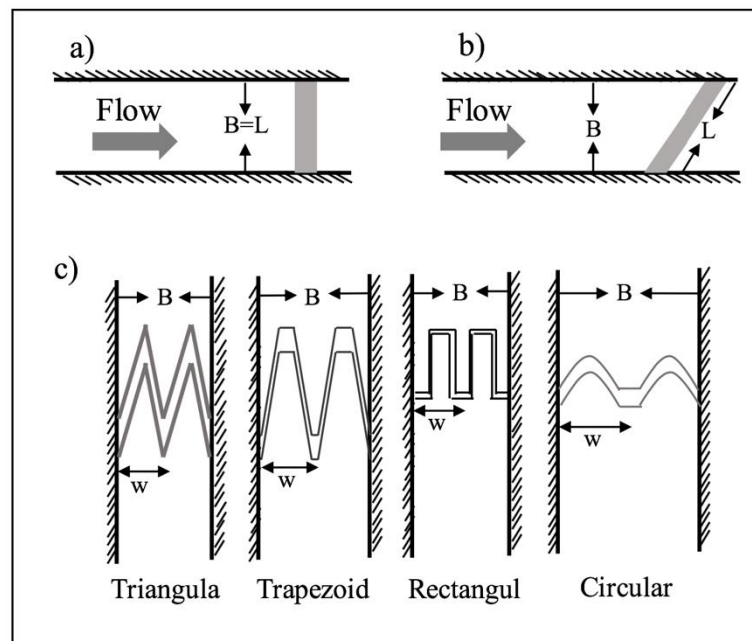 a)
Flow
B=L
b)
Flow
B
L
c)
B
B
B
B
w
w
w
w
Triangula
Trapezoid
Rectangul
Circular